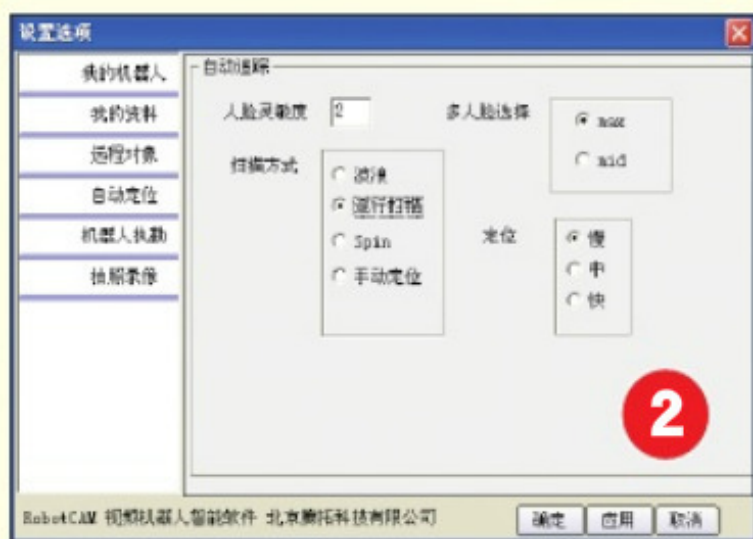 设置选项
我的机器人
我的资料
远程对象
自动定位
机器人执勤
拍照录像
自动追踪
人脸灵敏度 2
多人脸选择
max
mid
扫描方式
波浪
逐行扫描
Spin
手动定位
定位
慢
中
快
2
RobotCAM 视频机器人智能软件 北京腾拓科技有限公司
确定 应用 取消